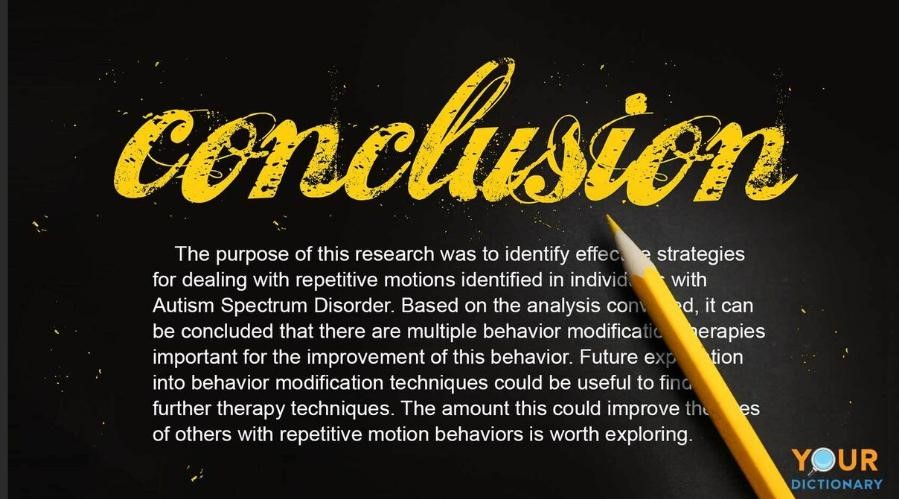 conclusion
The purpose of this research was to identify strategies
for dealing with repetitive motions identified in with
Autism Spectrum Disorder. Based on the analysis it can
be concluded that there are multiple behavior modification therapies
important for the improvement of this behavior. Future
into behavior modification techniques could be useful to find
further therapy techniques. The amount this could improve
of others with repetitive motion behaviors is worth exploring.
YOUR
DICTIONARY